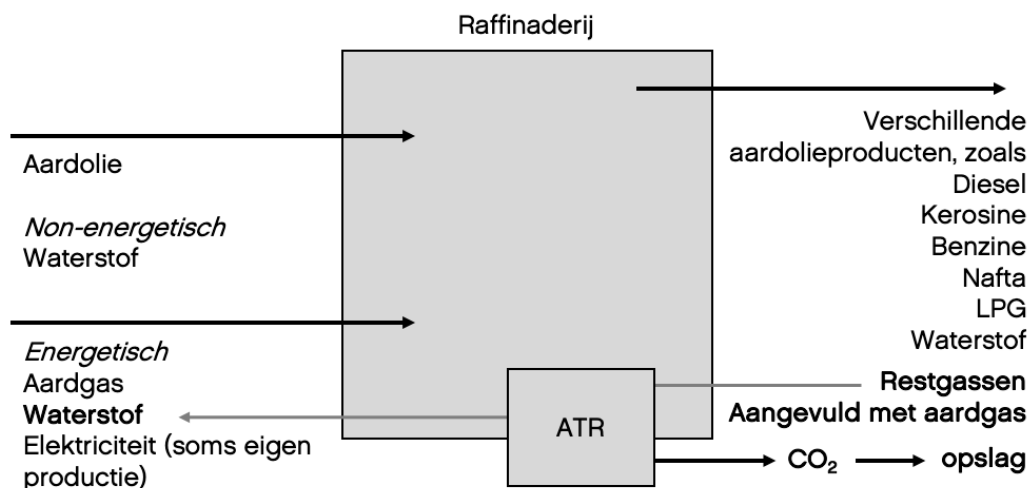 Raffinaderij
Aardolie
Non-energetisch
Waterstof
Energetisch
Aardgas
Waterstof
Elektriciteit (soms eigen
productie)
Verschillende
aardolieproducten, zoals
Diesel
Kerosine
Benzine
Nafta
LPG
Waterstof
Restgassen
Aangevuld met aardgas
ATR
CO₂
opslag